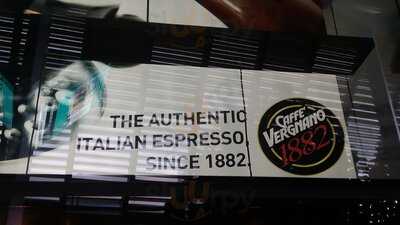 THE AUTHENTIC
ITALIAN ESPRESSO
SINCE 1882
CAFFÈ
VERGNANO
1882